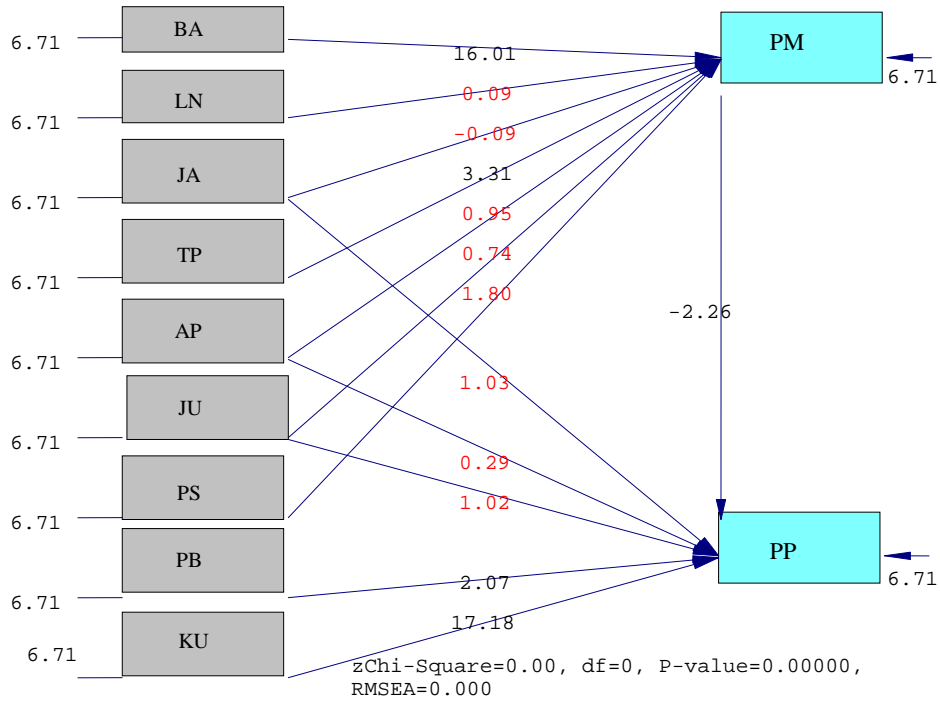 BA
6.71
16.01
PM
6.71
LN
6.71
0.09
-0.09
JA
6.71
3.31
0.95
TP
6.71
0.74
1.80
AP
6.71
-2.26
1.03
JU
6.71
0.29
PS
6.71
1.02
PB
6.71
2.07
PP
6.71
17.18
KU
6.71
zChi-Square=0.00, df=0, P-value=0.00000,
RMSEA=0.000